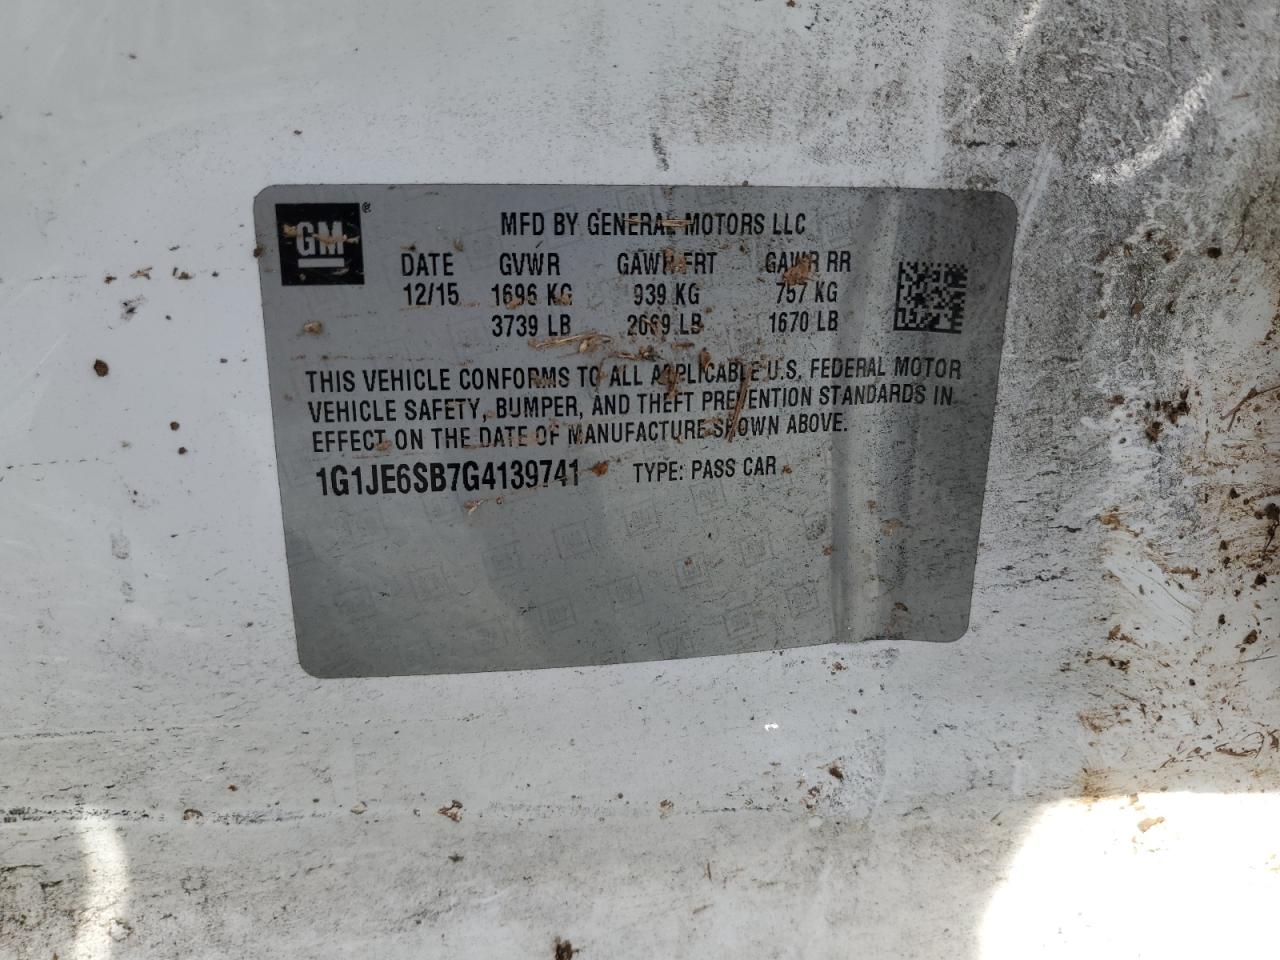 GM®
MFD BY GENERAL MOTORS LLC
DATE GVWR GAWR FRT GAWR RR
12/15 1696 KG 939 KG 757 KG
3739 LB 2069 LB 1670 LB
THIS VEHICLE CONFORMS TO ALL APPLICABLE U.S. FEDERAL MOTOR
VEHICLE SAFETY, BUMPER, AND THEFT PREVENTION STANDARDS IN
EFFECT ON THE DATE OF MANUFACTURE SHOWN ABOVE.
1G1JE6SB7G4139741 TYPE: PASS CAR